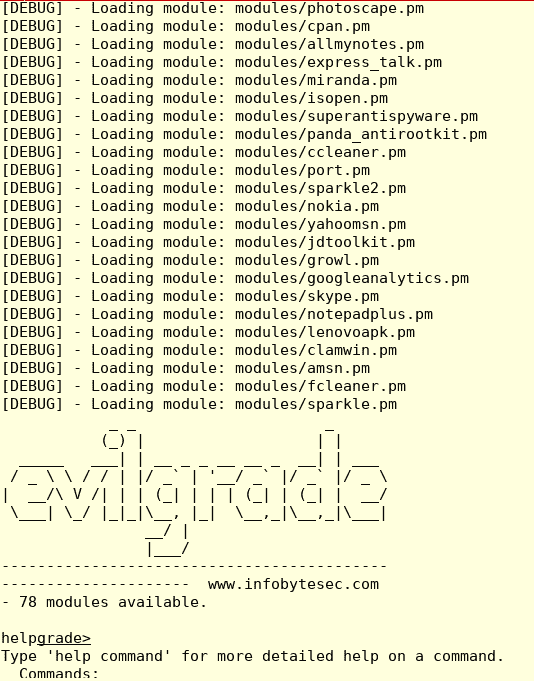 [DEBUG] - Loading module: modules/photoscape.pm
[DEBUG] - Loading module: modules/cpan.pm
[DEBUG] - Loading module: modules/allmynotes.pm
[DEBUG] - Loading module: modules/express_talk.pm
[DEBUG] - Loading module: modules/miranda.pm
[DEBUG] - Loading module: modules/isopen.pm
[DEBUG] - Loading module: modules/superantispyware.pm
[DEBUG] - Loading module: modules/panda_antirootkit.pm
[DEBUG] - Loading module: modules/ccleaner.pm
[DEBUG] - Loading module: modules/port.pm
[DEBUG] - Loading module: modules/sparkle2.pm
[DEBUG] - Loading module: modules/nokia.pm
[DEBUG] - Loading module: modules/yahoomsn.pm
[DEBUG] - Loading module: modules/jdtoolkit.pm
[DEBUG] - Loading module: modules/growl.pm
[DEBUG] - Loading module: modules/googleanalytics.pm
[DEBUG] - Loading module: modules/skype.pm
[DEBUG] - Loading module: modules/notepadplus.pm
[DEBUG] - Loading module: modules/lenovoapk.pm
[DEBUG] - Loading module: modules/clamwin.pm
[DEBUG] - Loading module: modules/amsn.pm
[DEBUG] - Loading module: modules/fcleaner.pm
[DEBUG] - Loading module: modules/sparkle.pm
evilgrade
-------------------------------------------
--------------------- www.infobytesec.com
- 78 modules available.
helpgrade>
Type 'help command' for more detailed help on a command.
Commands: